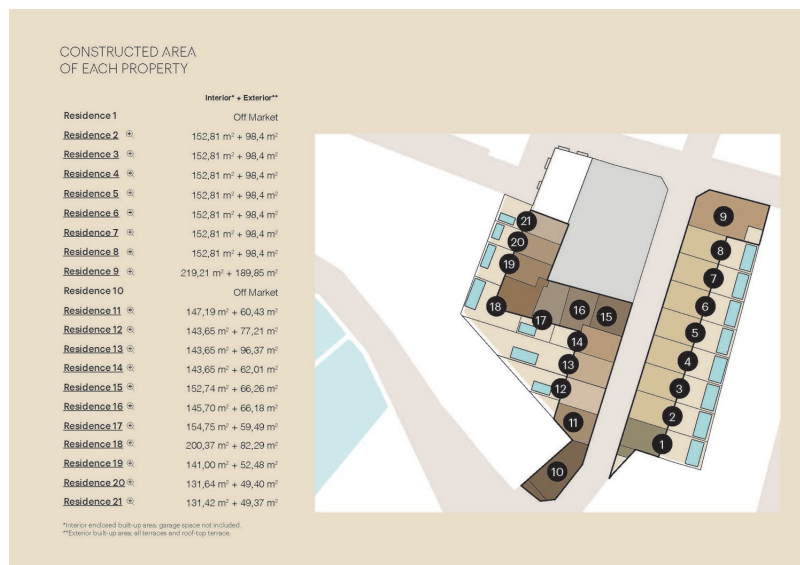 CONSTRUCTED AREA
OF EACH PROPERTY
Interior* + Exterior**
Residence 1 Off Market
Residence 2 152,81 m² + 98,4 m²
Residence 3 152,81 m² + 98,4 m²
Residence 4 152,81 m² + 98,4 m²
Residence 5 152,81 m² + 98,4 m²
Residence 6 152,81 m² + 98,4 m²
Residence 7 152,81 m² + 98,4 m²
Residence 8 152,81 m² + 98,4 m²
Residence 9 219,21 m² + 189,85 m²
Residence 10 Off Market
Residence 11 147,19 m² + 60,43 m²
Residence 12 143,65 m² + 77,21 m²
Residence 13 143,65 m² + 96,37 m²
Residence 14 143,65 m² + 62,01 m²
Residence 15 152,74 m² + 66,26 m²
Residence 16 145,70 m² + 66,18 m²
Residence 17 154,75 m² + 59,49 m²
Residence 18 200,37 m² + 82,29 m²
Residence 19 141,00 m² + 52,48 m²
Residence 20 131,64 m² + 49,40 m²
Residence 21 131,42 m² + 49,37 m²
*Interior enclosed built-up area; garage space not included.
**Exterior built-up area; all terraces and roof-top terrace.
9
21
20
8
19
7
18
6
17
16
15
5
14
4
13
3
12
2
11
1
10